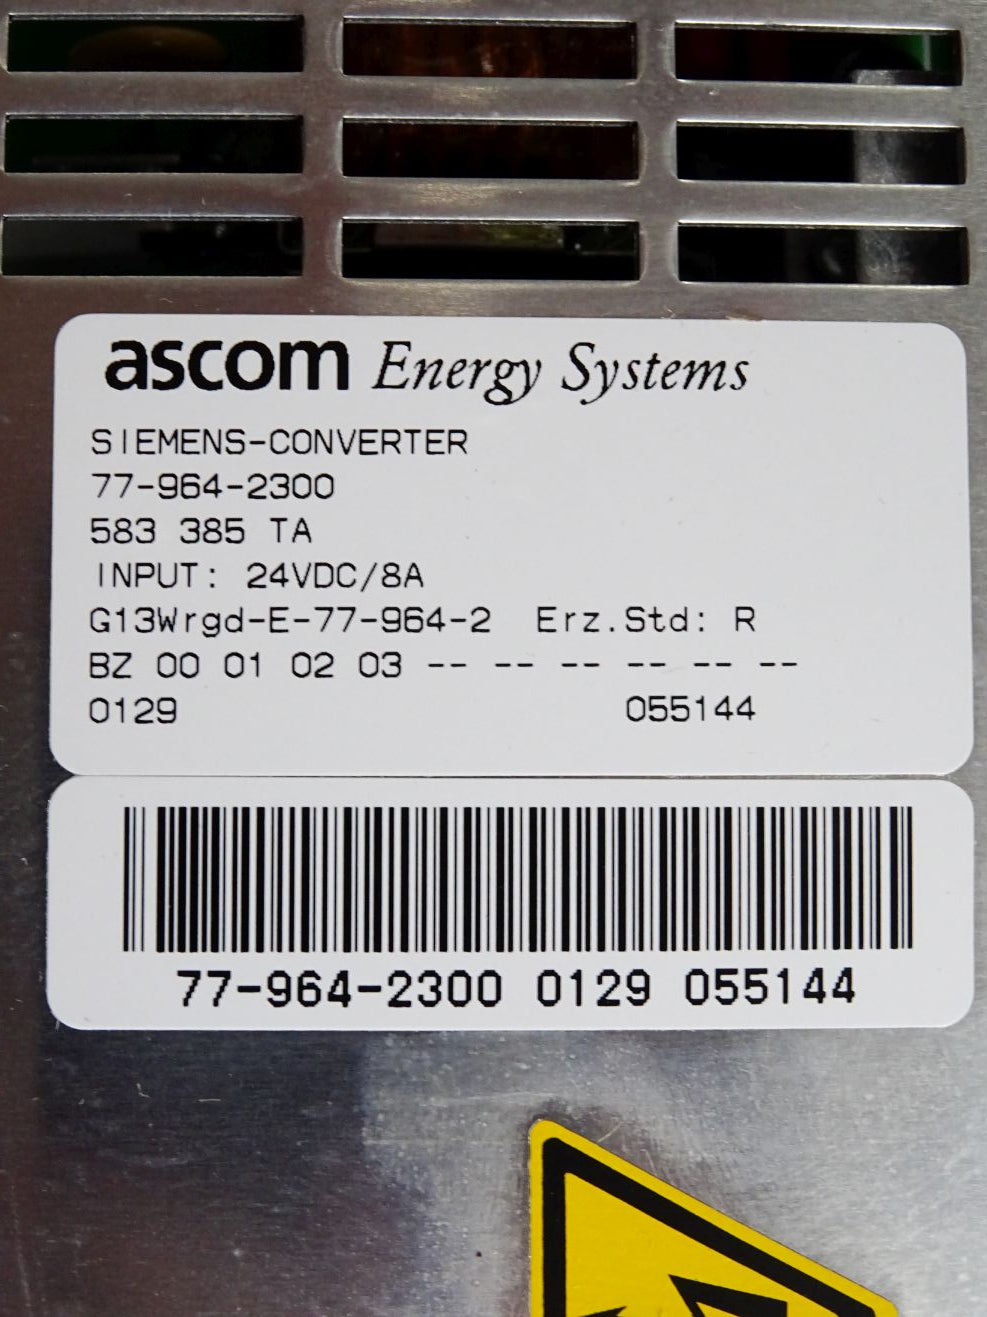 ascom Energy Systems
SIEMENS-CONVERTER
77-964-2300
583 385 TA
INPUT: 24VDC/8A
G13Wrgd-E-77-964-2 Erz.Std: R
BZ 00 01 02 03 -- -- -- -- -- --
0129 055144
77-964-2300 0129 055144